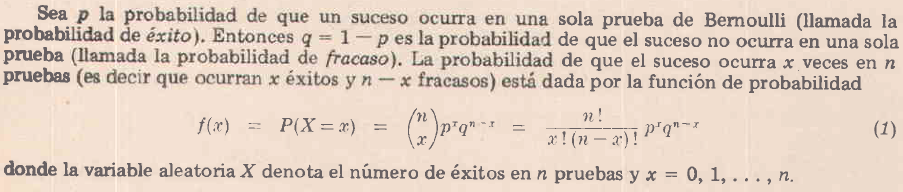 Sea p la probabilidad de que un suceso ocurra en una sola prueba de Bernoulli (llamada la
probabilidad de éxito). Entonces q = 1 − p es la probabilidad de que el suceso no ocurra en una sola
prueba (llamada la probabilidad de fracaso). La probabilidad de que el suceso ocurra x veces en n
pruebas (es decir que ocurran x éxitos y n − x fracasos) está dada por la función de probabilidad
f(x) = P(X = x) = \binom{n}{x} p^x q^{n-x} = \frac{n!}{x!(n-x)!} p^x q^{n-x} (1)
donde la variable aleatoria X denota el número de éxitos en n pruebas y x = 0, 1, . . . , n.